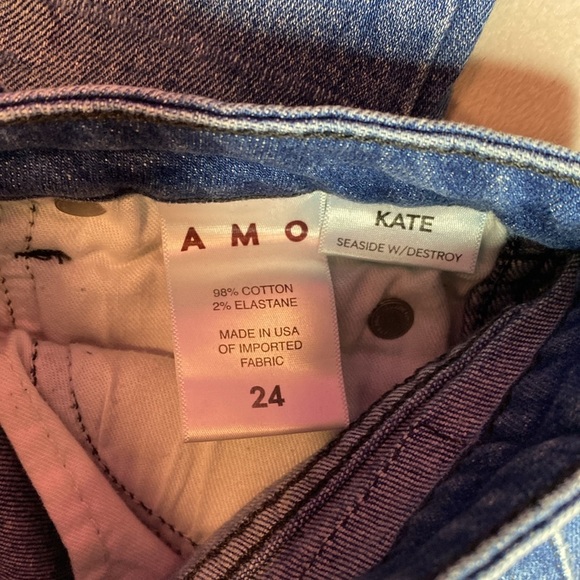 AMO
98% COTTON
2% ELASTANE
MADE IN USA
OF IMPORTED
FABRIC
24
KATE
SEASIDE W/DESTROY